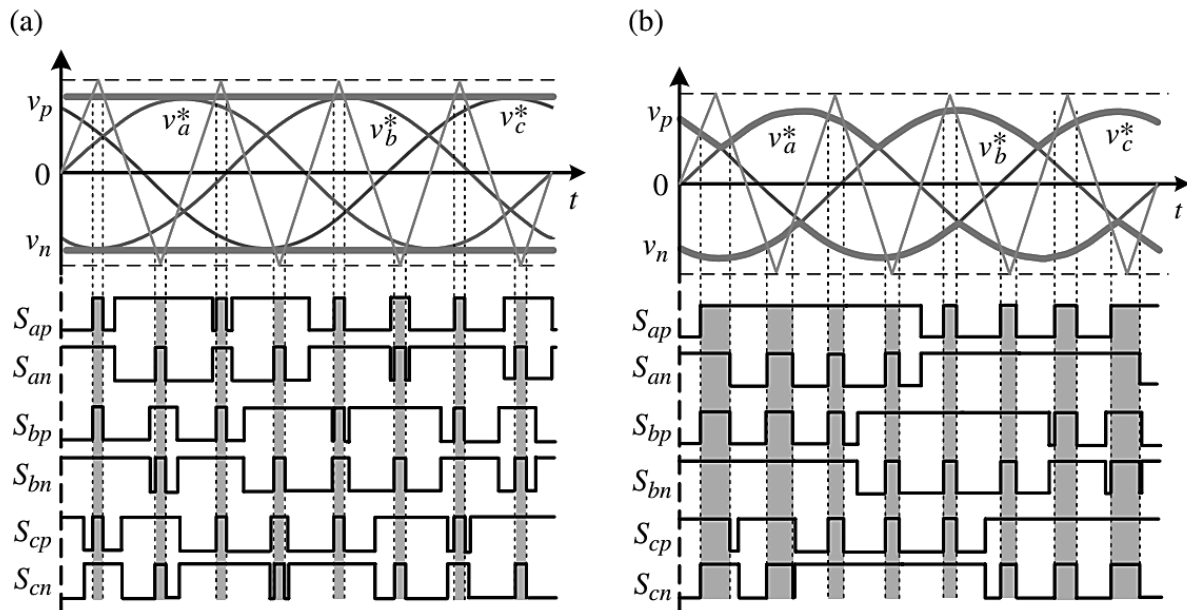 (a)
v_p
v_a^*
v_b^*
v_c^*
0
t
v_n
S_ap
S_an
S_bp
S_bn
S_cp
S_cn
(b)
v_p
v_a^*
v_b^*
v_c^*
0
t
v_n
S_ap
S_an
S_bp
S_bn
S_cp
S_cn